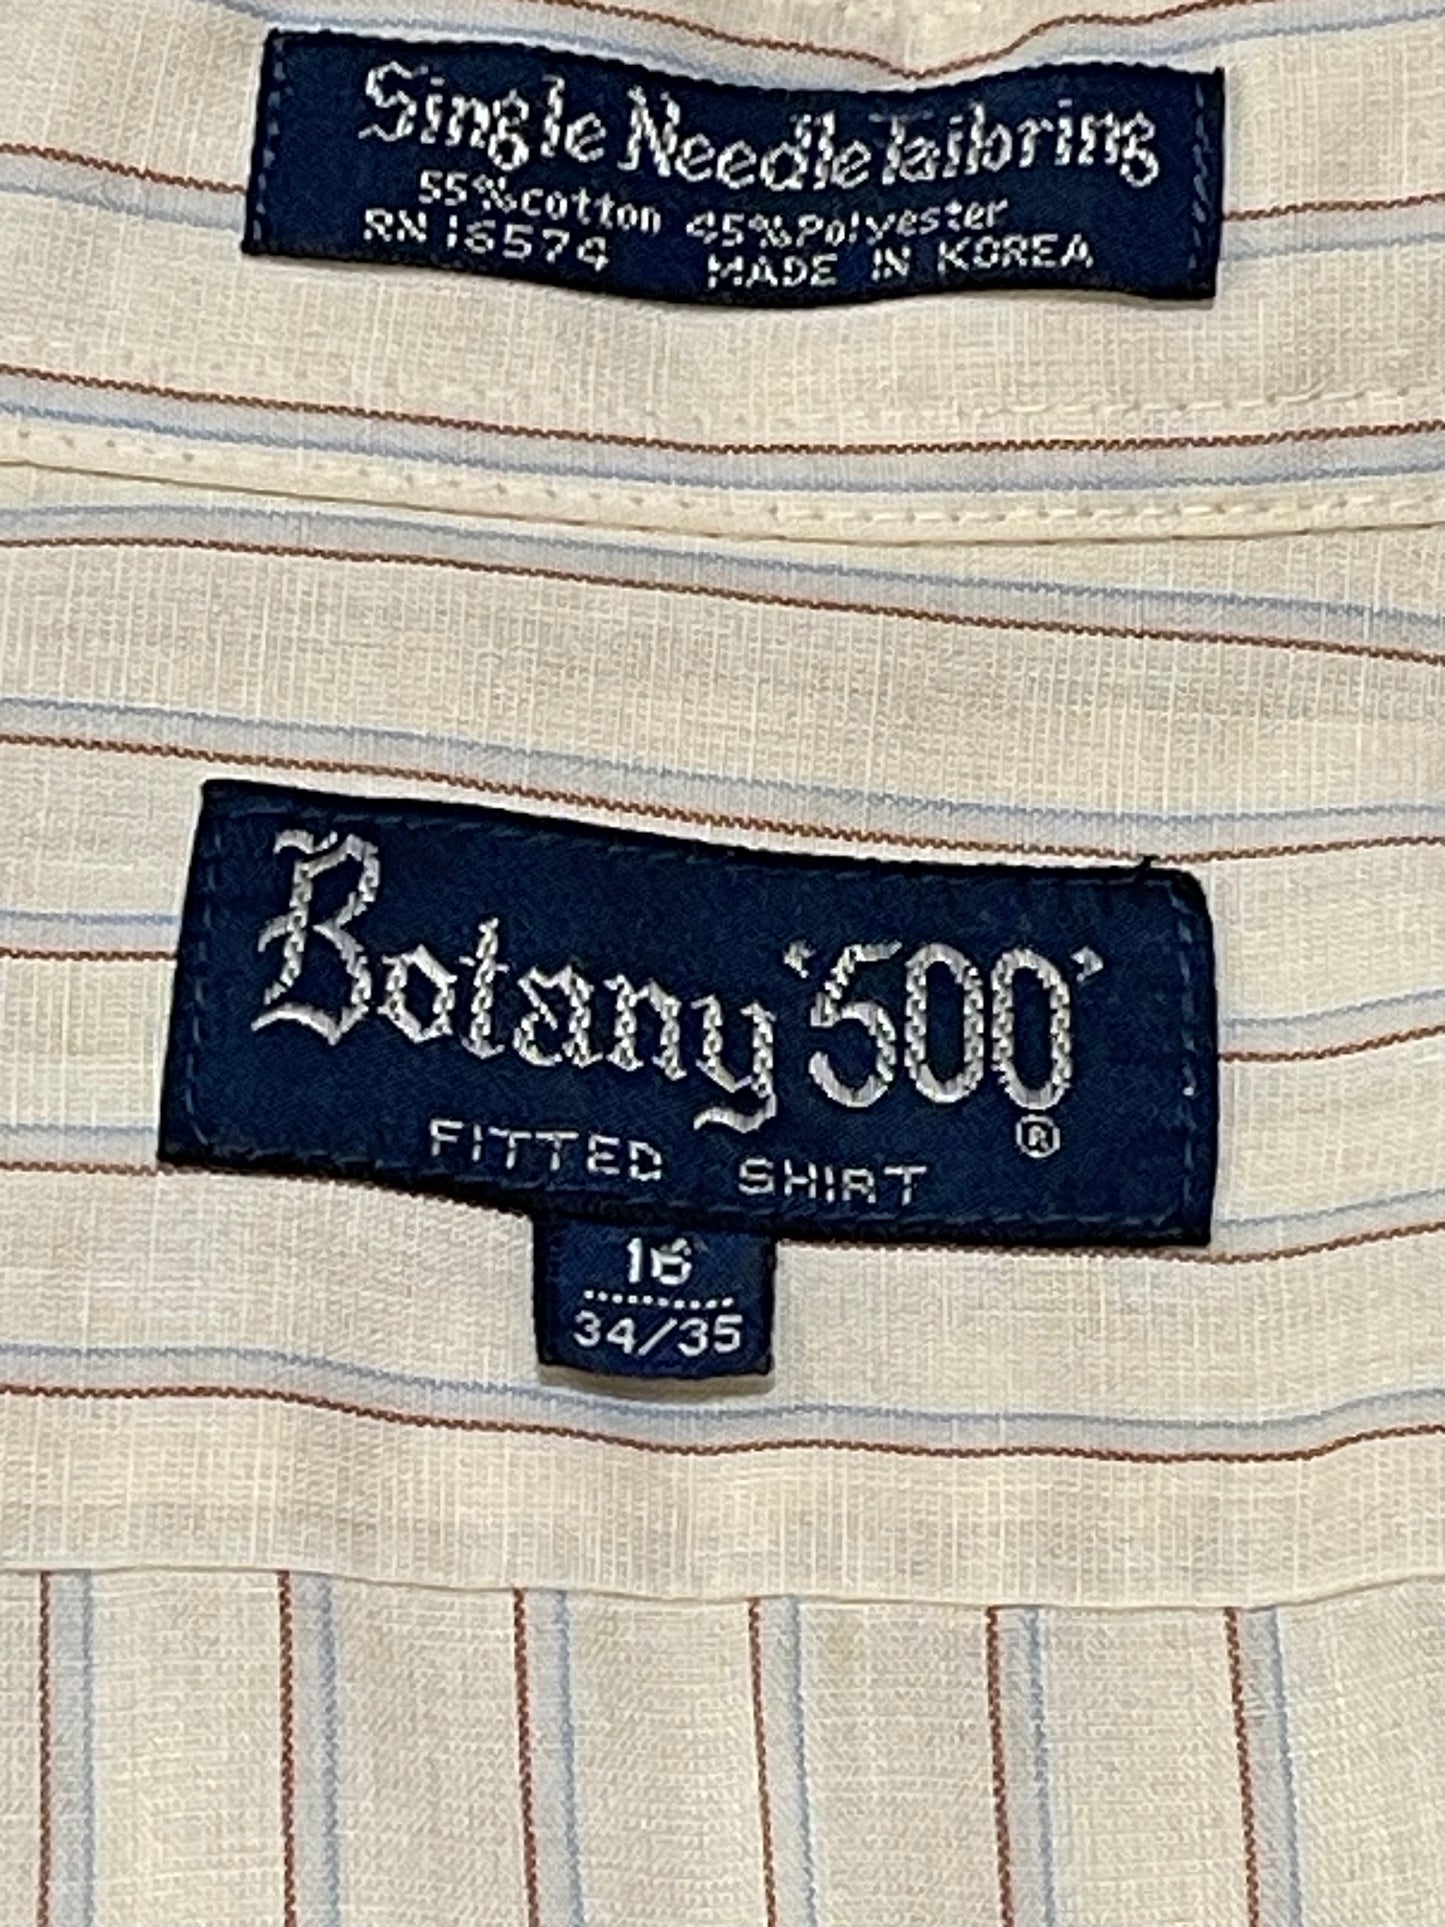 Single Needle Tailoring
55% cotton 45% Polyester
RN 16574 MADE IN KOREA
Botany '500' ®
FITTED SHIRT
16
34/35